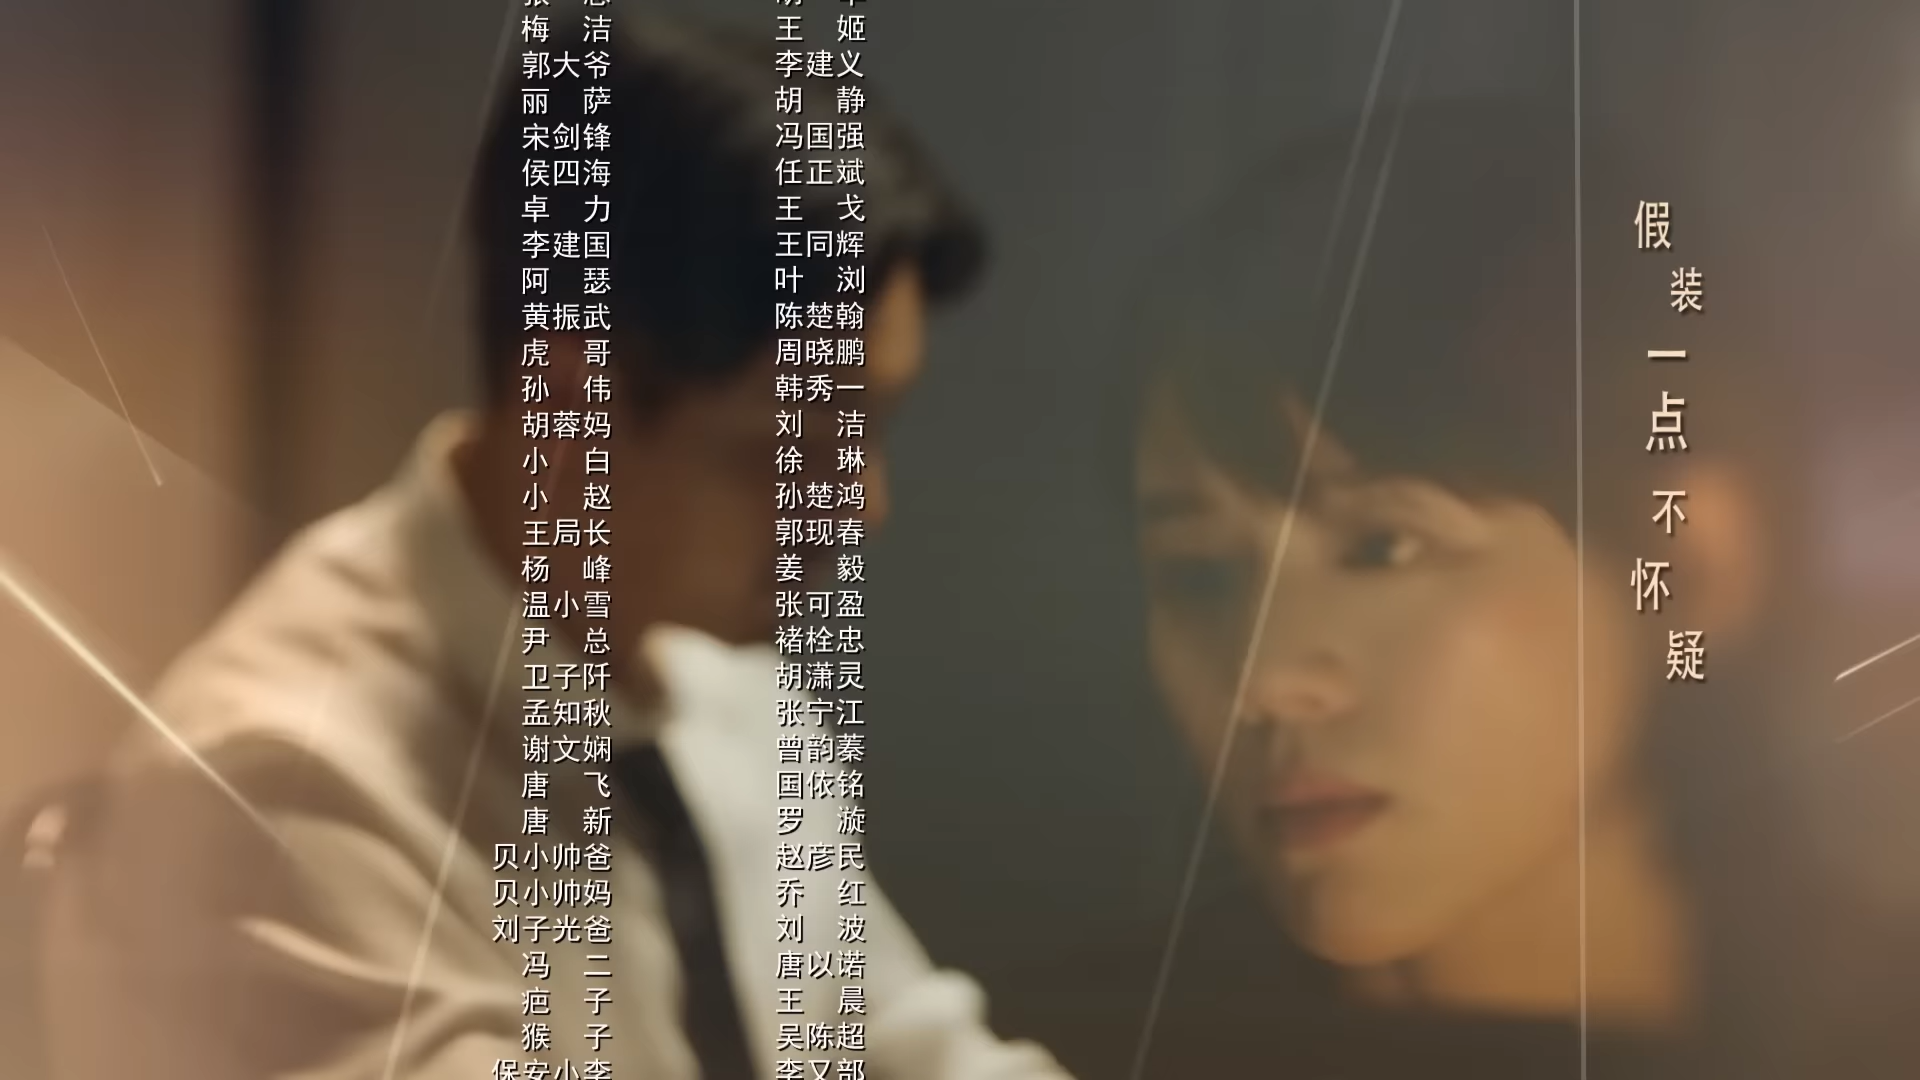 梅洁 王姬
郭大爷 李建义
丽萨 胡静
宋剑锋 冯国强
侯四海 任正斌
卓力 王戈
李建国 王同辉
阿瑟 叶浏
黄振武 陈楚翰
虎哥 周晓鹏
孙伟 韩秀一
胡蓉妈 刘洁
小白 徐琳
小赵 孙楚鸿
王局长 郭现春
杨峰 姜毅
温小雪 张可盈
尹总 褚栓忠
卫子阡 胡潇灵
孟知秋 张宁江
谢文娴 曾韵蓁
唐飞 国依铭
唐新 罗漩
贝小帅爸 赵彦民
贝小帅妈 乔红
刘子光爸 刘波
冯二 唐以诺
疤子 王晨
猴子 吴陈超
保安小李 李又部
假装一点不怀疑